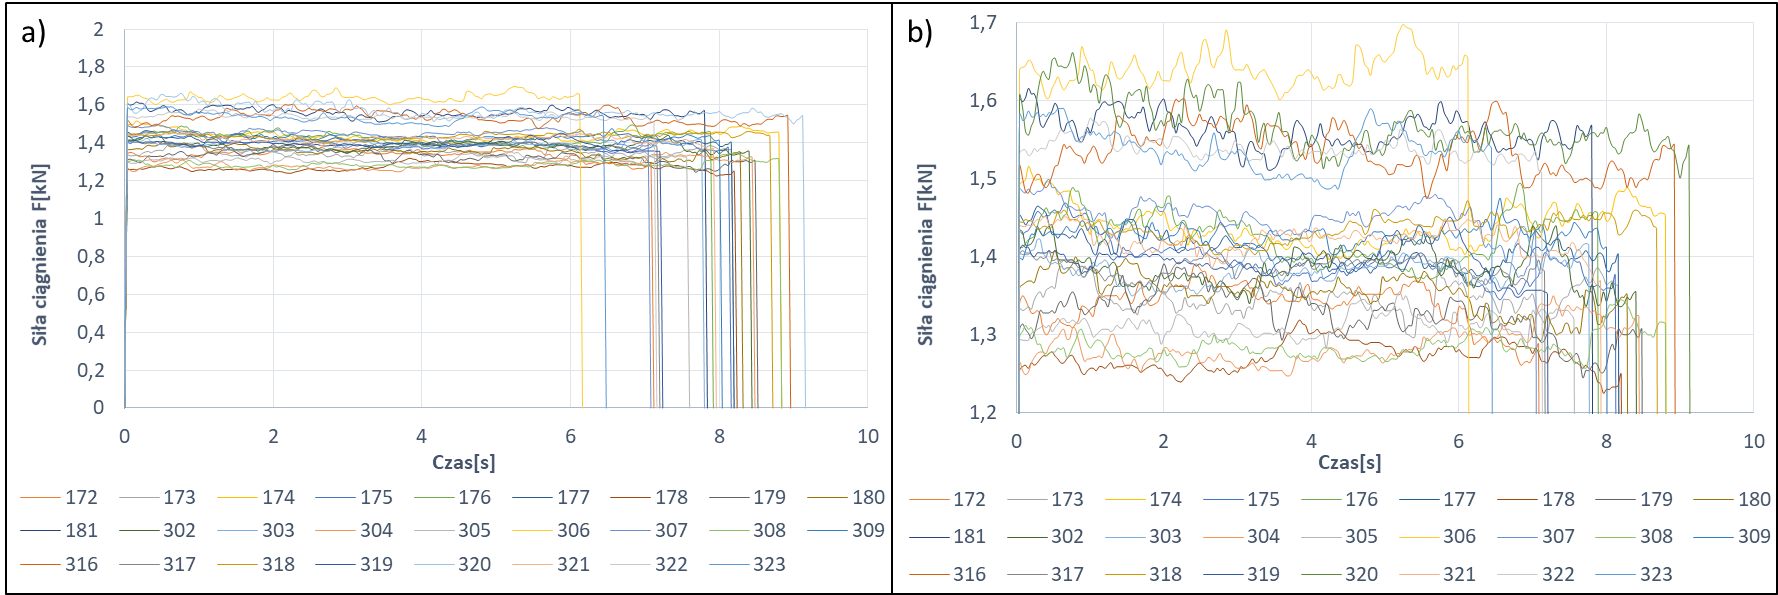 a)
Siła ciągnienia F[kN]
2
1,8
1,6
1,4
1,2
1
0,8
0,6
0,4
0,2
0
0 2 4 6 8 10
Czas[s]
172 173 174 175 176 177 178 179 180
181 302 303 304 305 306 307 308 309
316 317 318 319 320 321 322 323
b)
Siła ciągnienia F[kN]
1,7
1,6
1,5
1,4
1,3
1,2
0 2 4 6 8 10
Czas[s]
172 173 174 175 176 177 178 179 180
181 302 303 304 305 306 307 308 309
316 317 318 319 320 321 322 323